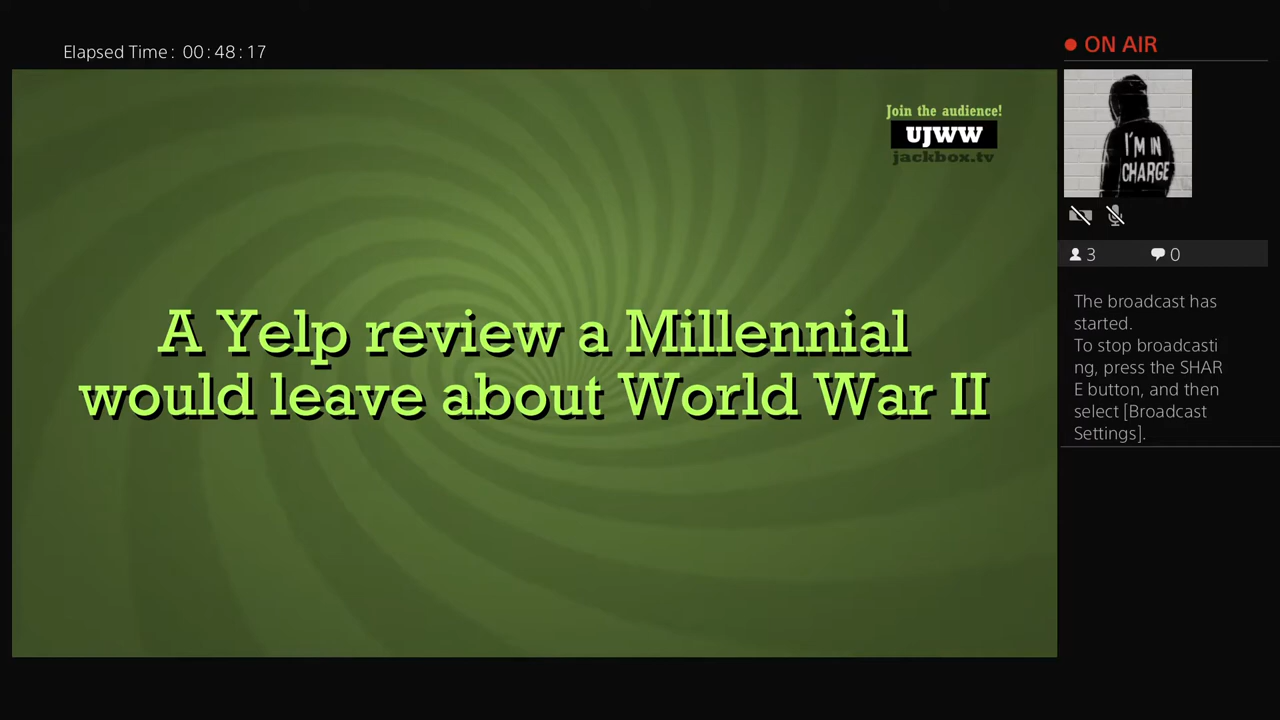 Elapsed Time: 00:48:17
ON AIR
Join the audience!
UJWW
jackbox.tv
I'M IN
CHARGE
3
0
A Yelp review a Millennial
would leave about World War II
The broadcast has
started.
To stop broadcasti
ng, press the SHAR
E button, and then
select [Broadcast
Settings].